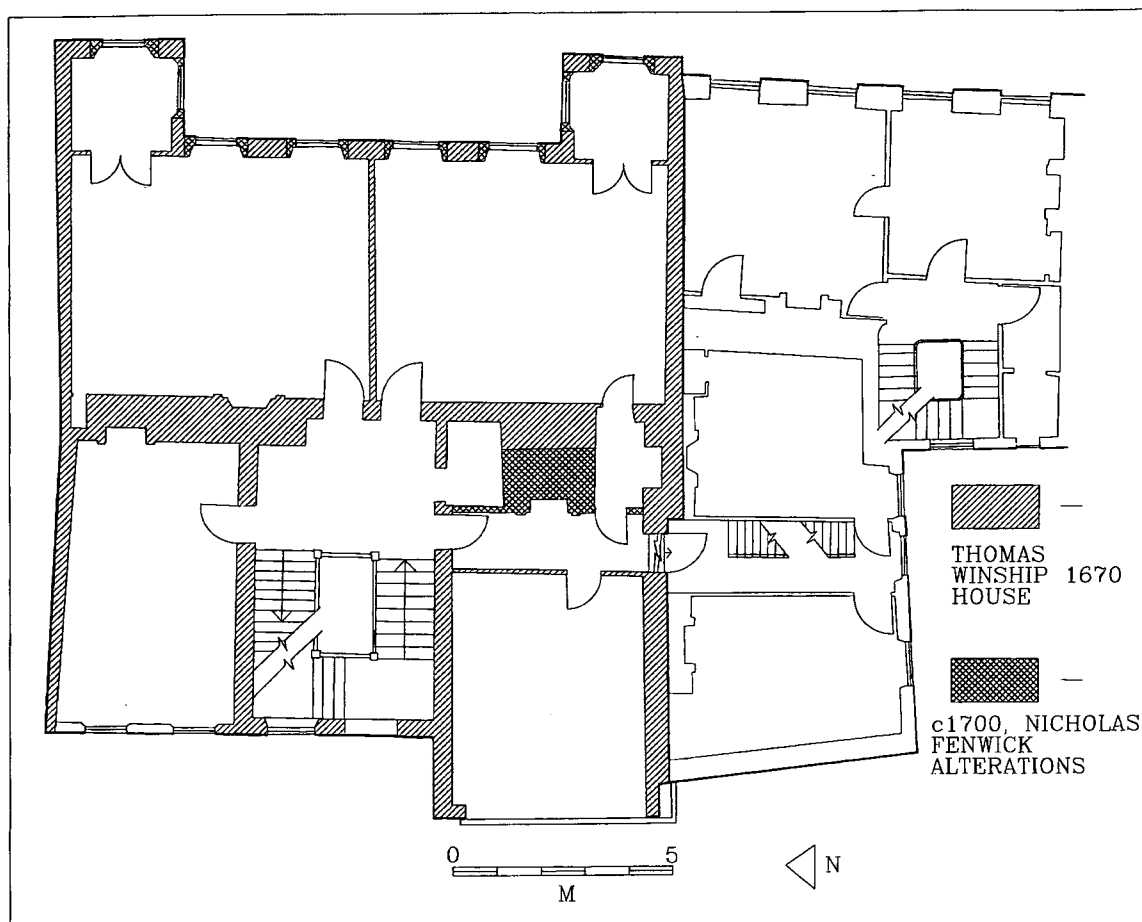 THOMAS
WINSHIP 1670
HOUSE
c1700, NICHOLAS
FENWICK
ALTERATIONS
0 5
M
N